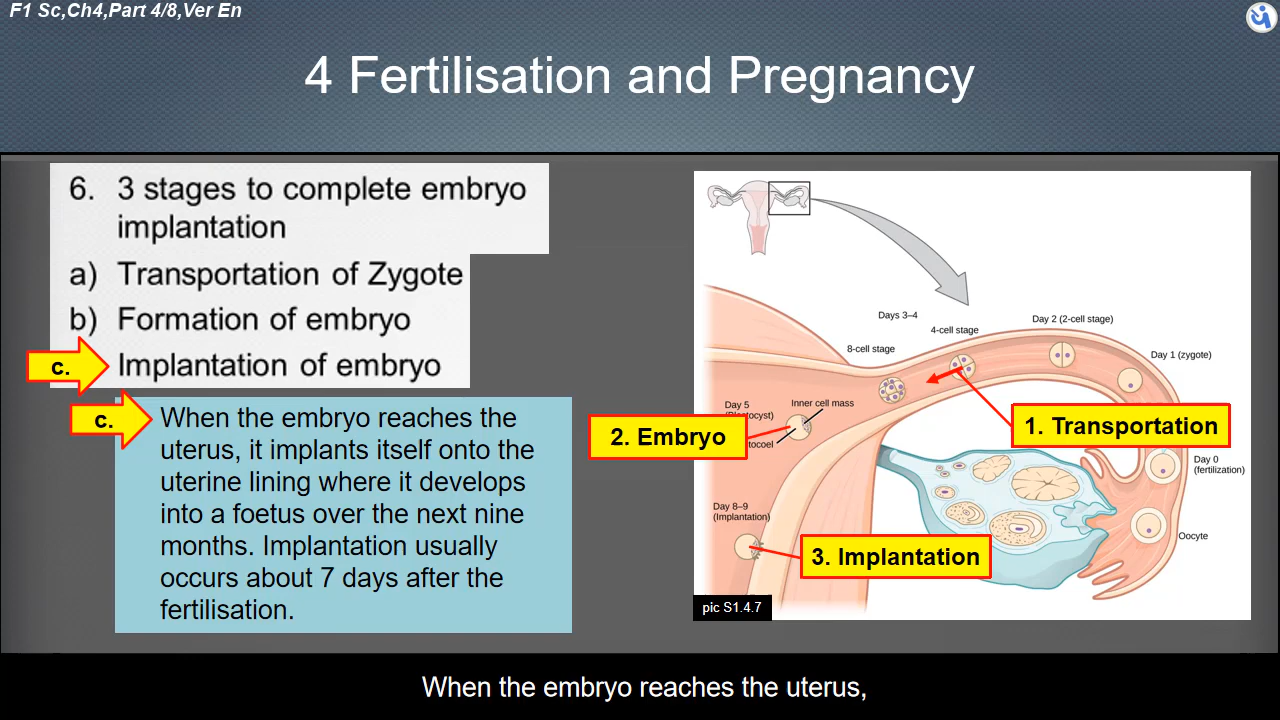 F1 Sc,Ch4,Part 4/8,Ver En
4 Fertilisation and Pregnancy
6. 3 stages to complete embryo
implantation
a) Transportation of Zygote
b) Formation of embryo
c.
Implantation of embryo
c.
When the embryo reaches the
uterus, it implants itself onto the
uterine lining where it develops
into a foetus over the next nine
months. Implantation usually
occurs about 7 days after the
fertilisation.
Days 3–4
4-cell stage
8-cell stage
Day 2 (2-cell stage)
Day 1 (zygote)
Day 5
Inner cell mass
2. Embryo
1. Transportation
Day 0
(fertilization)
Day 8–9
(Implantation)
Oocyte
3. Implantation
pic S1.4.7
When the embryo reaches the uterus,